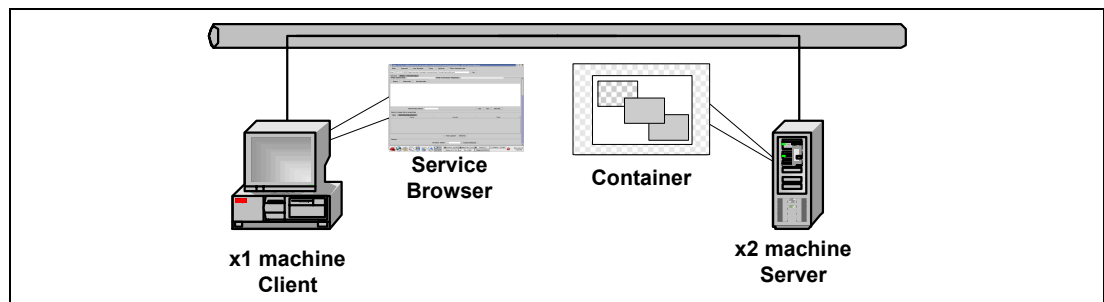 Service
Browser
Container
x1 machine
Client
x2 machine
Server